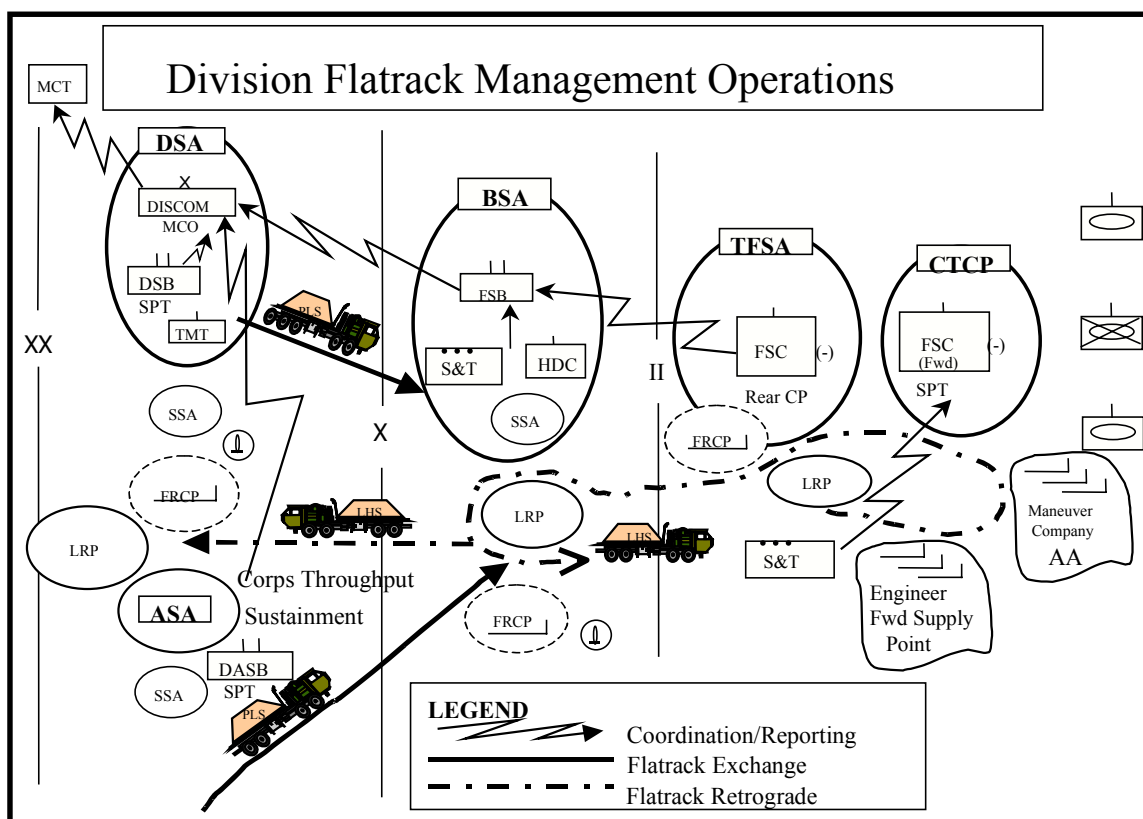 Division Flatrack Management Operations
MCT
DSA
X
DISCOM
MCO
DSB
SPT
TMT
PLS
XX
SSA
FRCP
LRP
ASA
SSA
DASB
SPT
PLS
Corps Throughput
Sustainment
LHS
X
BSA
FSB
S&T
HDC
SSA
LRP
LHS
FRCP
II
TFSA
FSC
(-)
Rear CP
FRCP
CTCP
FSC
(Fwd)
(-)
SPT
LRP
S&T
Engineer
Fwd Supply
Point
Maneuver
Company
AA
LEGEND
Coordination/Reporting
Flatrack Exchange
Flatrack Retrograde